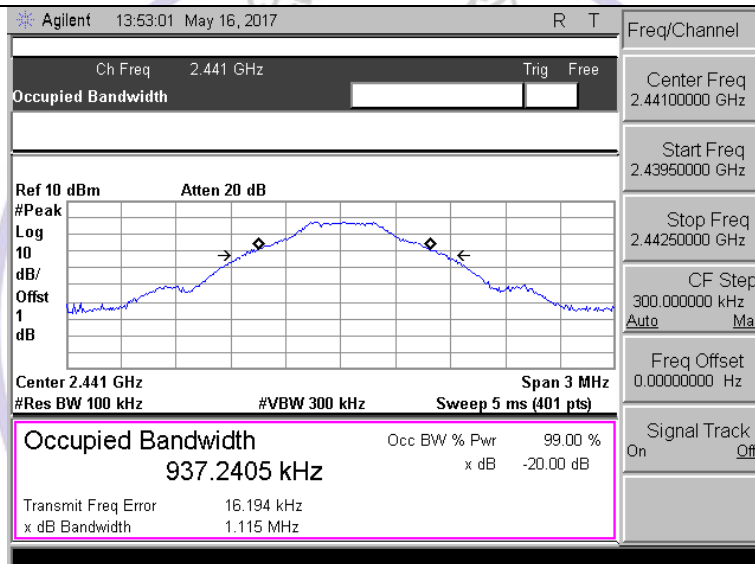 Agilent 13:53:01 May 16, 2017 R T
Freq/Channel
Ch Freq 2.441 GHz Trig Free
Occupied Bandwidth
Center Freq
2.44100000 GHz
Start Freq
2.43950000 GHz
Stop Freq
2.44250000 GHz
CF Step
300.000000 kHz
Auto Ma
Freq Offset
0.00000000 Hz
Signal Track
On Off
Ref 10 dBm Atten 20 dB
#Peak
Log
10
dB/
Offst
1
dB
Center 2.441 GHz Span 3 MHz
#Res BW 100 kHz #VBW 300 kHz Sweep 5 ms (401 pts)
Occupied Bandwidth Occ BW % Pwr 99.00 %
937.2405 kHz x dB -20.00 dB
Transmit Freq Error 16.194 kHz
x dB Bandwidth 1.115 MHz